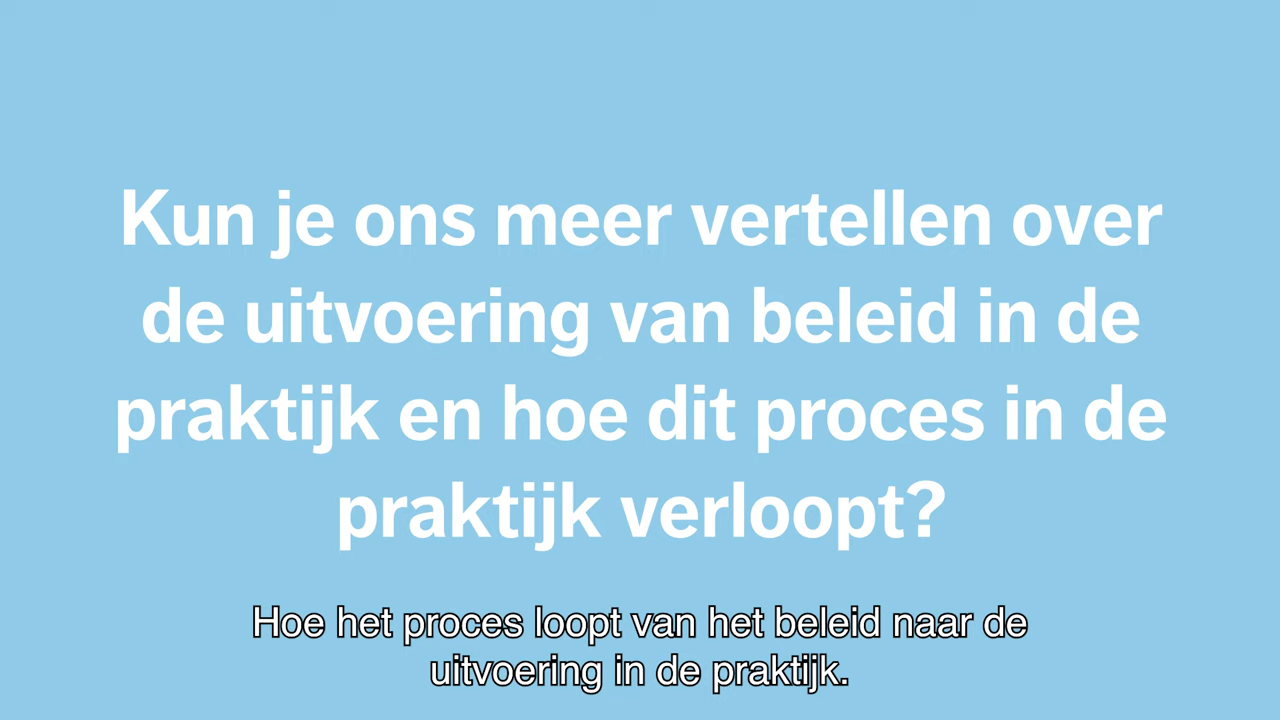 Kun je ons meer vertellen over
de uitvoering van beleid in de
praktijk en hoe dit proces in de
praktijk verloopt?
Hoe het proces loopt van het beleid naar de
uitvoering in de praktijk.